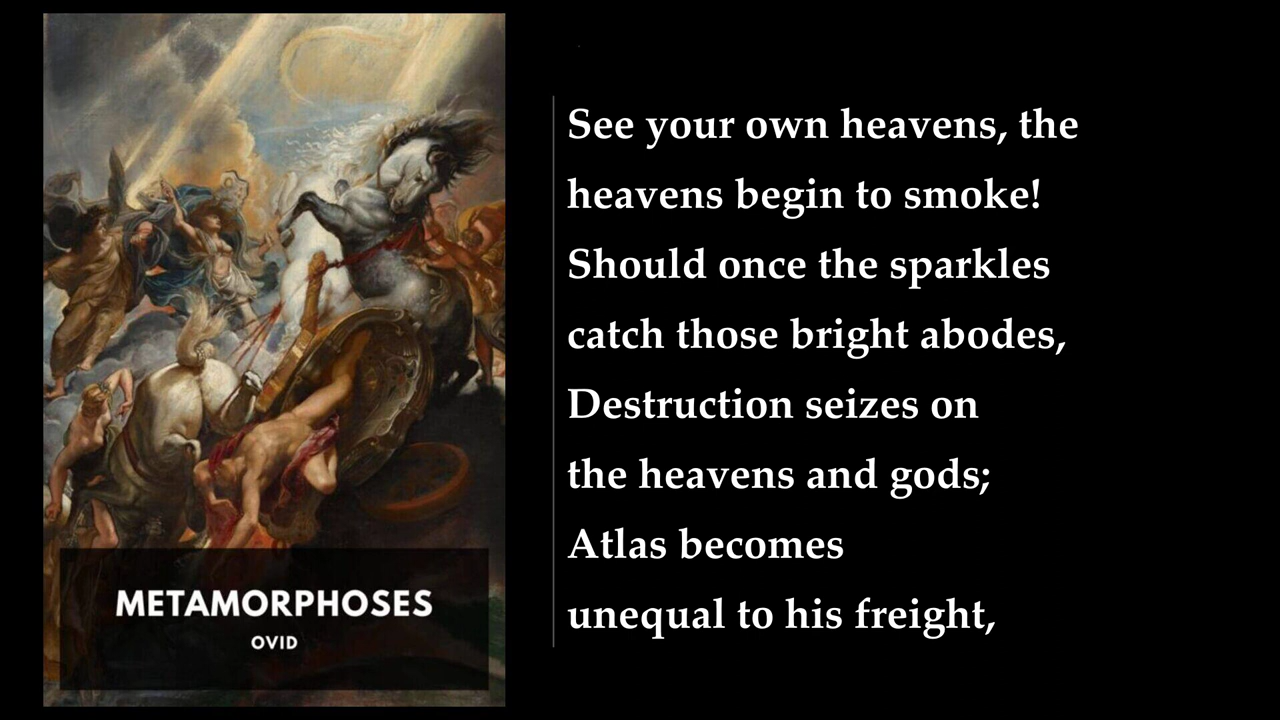 METAMORPHOSES
OVID
See your own heavens, the
heavens begin to smoke!
Should once the sparkles
catch those bright abodes,
Destruction seizes on
the heavens and gods;
Atlas becomes
unequal to his freight,